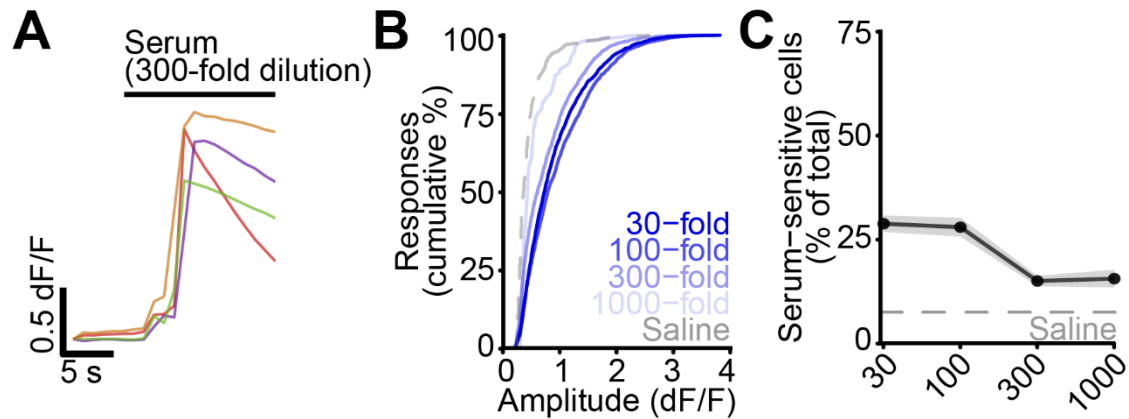 A
Serum
(300-fold dilution)
0.5 dF/F
5 s
B
Responses
(cumulative %)
100
75
50
25
0
30−fold
100−fold
300−fold
1000−fold
Saline
0 1 2 3 4
Amplitude (dF/F)
C
Serum−sensitive cells
(% of total)
75
50
25
0
Saline
30 100 300 1000